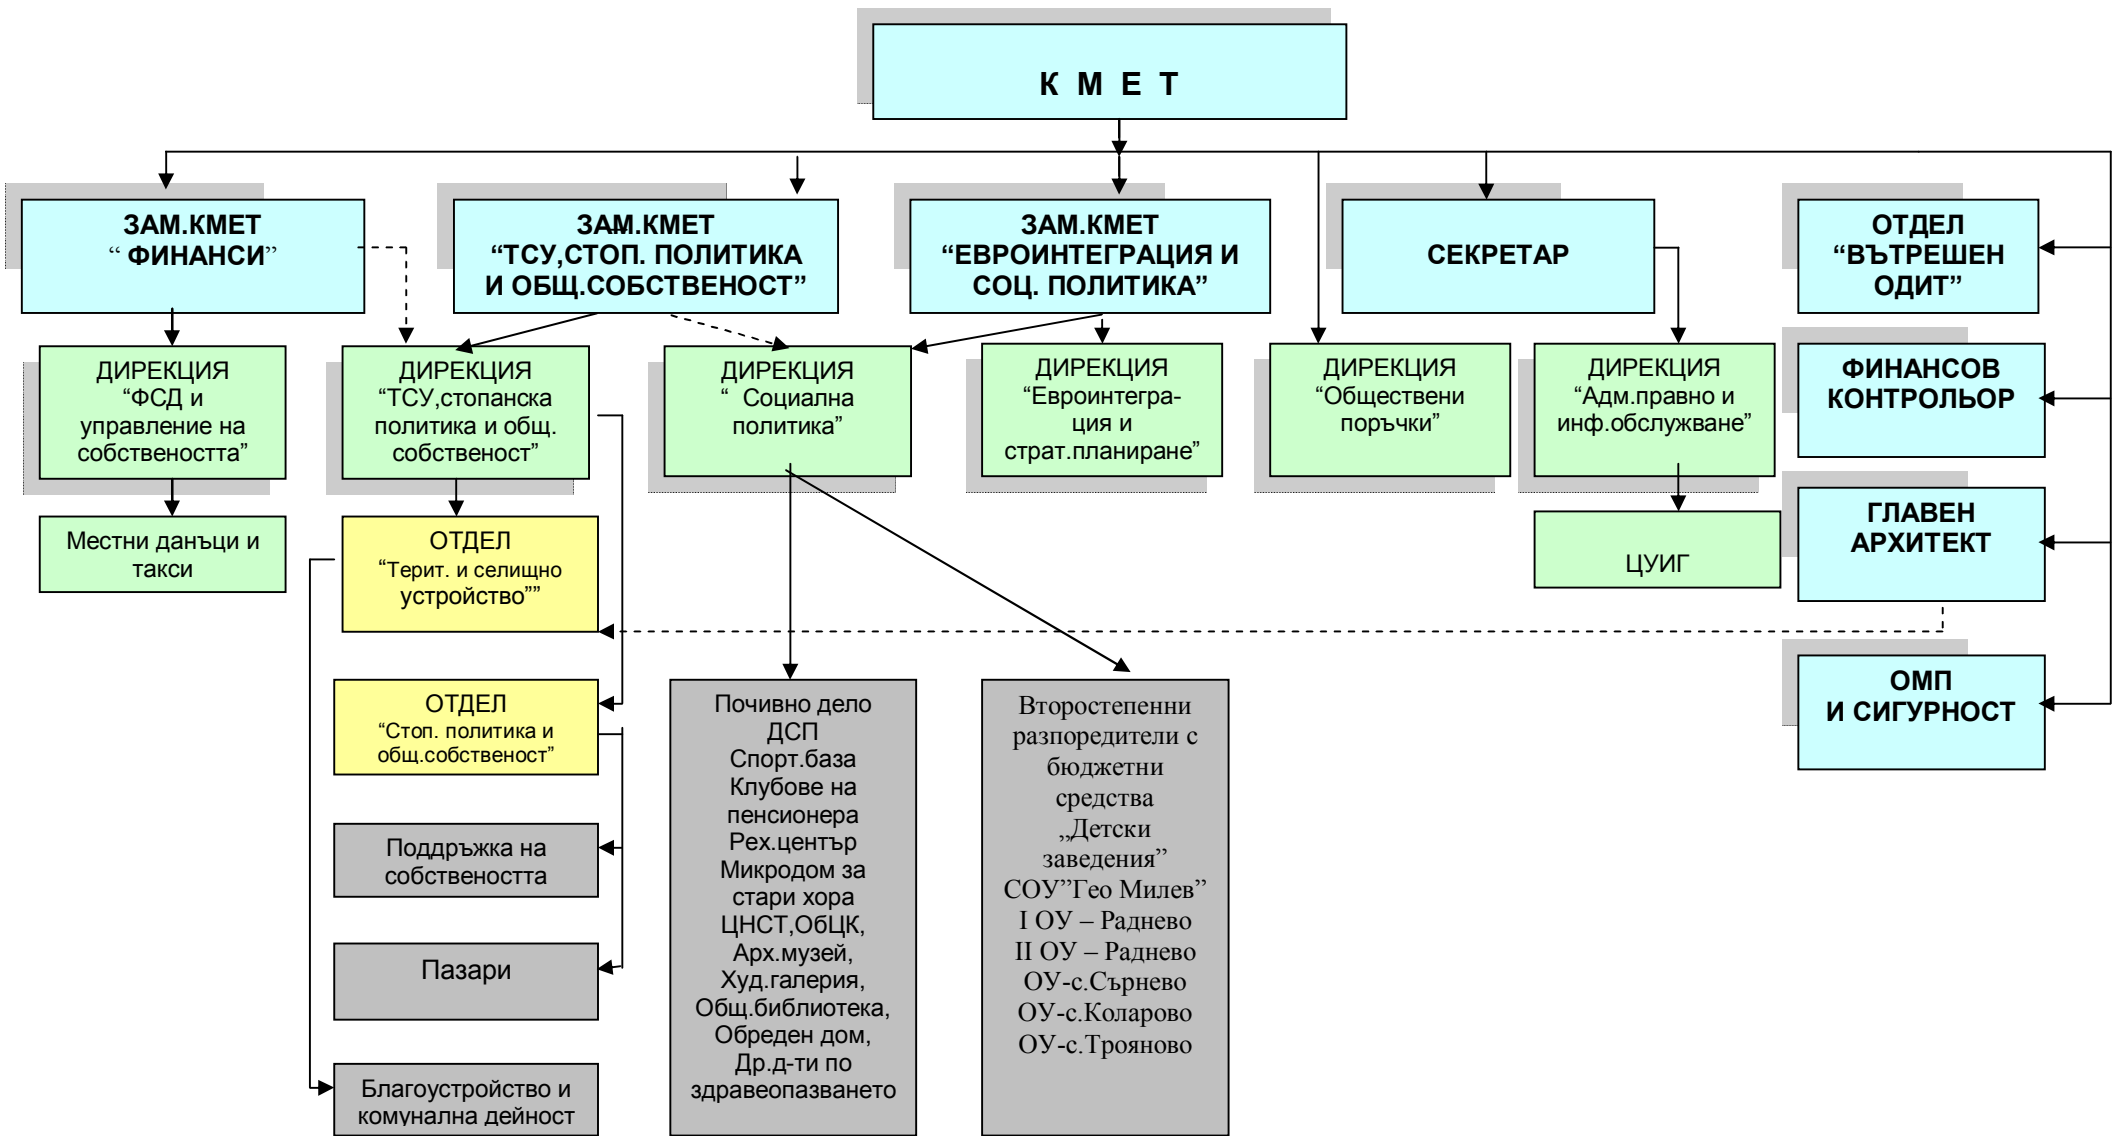 К М Е Т
ЗАМ.КМЕТ
“ ФИНАНСИ”
ЗАМ.КМЕТ
“ТСУ,СТОП. ПОЛИТИКА
И ОБЩ.СОБСТВЕНОСТ”
ЗАМ.КМЕТ
“ЕВРОИНТЕГРАЦИЯ И
СОЦ. ПОЛИТИКА”
СЕКРЕТАР
ОТДЕЛ
“ВЪТРЕШЕН
ОДИТ”
ДИРЕКЦИЯ
“ФСД и
управление на
собствеността”
ДИРЕКЦИЯ
“ТСУ,стопанска
политика и общ.
собственост”
ДИРЕКЦИЯ
“ Социална
политика”
ДИРЕКЦИЯ
“Евроинтегра-
ция и
страт.планиране”
ДИРЕКЦИЯ
“Обществени
поръчки”
ДИРЕКЦИЯ
“Адм.правно и
инф.обслужване”
ФИНАНСОВ
КОНТРОЛЬОР
Местни данъци и
такси
ОТДЕЛ
“Терит. и селищно
устройство””
ЦУИГ
ГЛАВЕН
АРХИТЕКТ
ОТДЕЛ
“Стоп. политика и
общ.собственост”
Почивно дело
ДСП
Спорт.база
Клубове на
пенсионера
Рех.център
Микродом за
стари хора
ЦНСТ,ОбЦК,
Арх.музей,
Худ.галерия,
Общ.библиотека,
Обреден дом,
Др.д-ти по
здравеопазването
Второстепенни
разпоредители с
бюджетни
средства
„Детски
заведения”
СОУ”Гео Милев”
I ОУ – Раднево
II ОУ – Раднево
ОУ-с.Сърнево
ОУ-с.Коларово
ОУ-с.Трояново
ОМП
И СИГУРНОСТ
Поддръжка на
собствеността
Пазари
Благоустройство и
комунална дейност